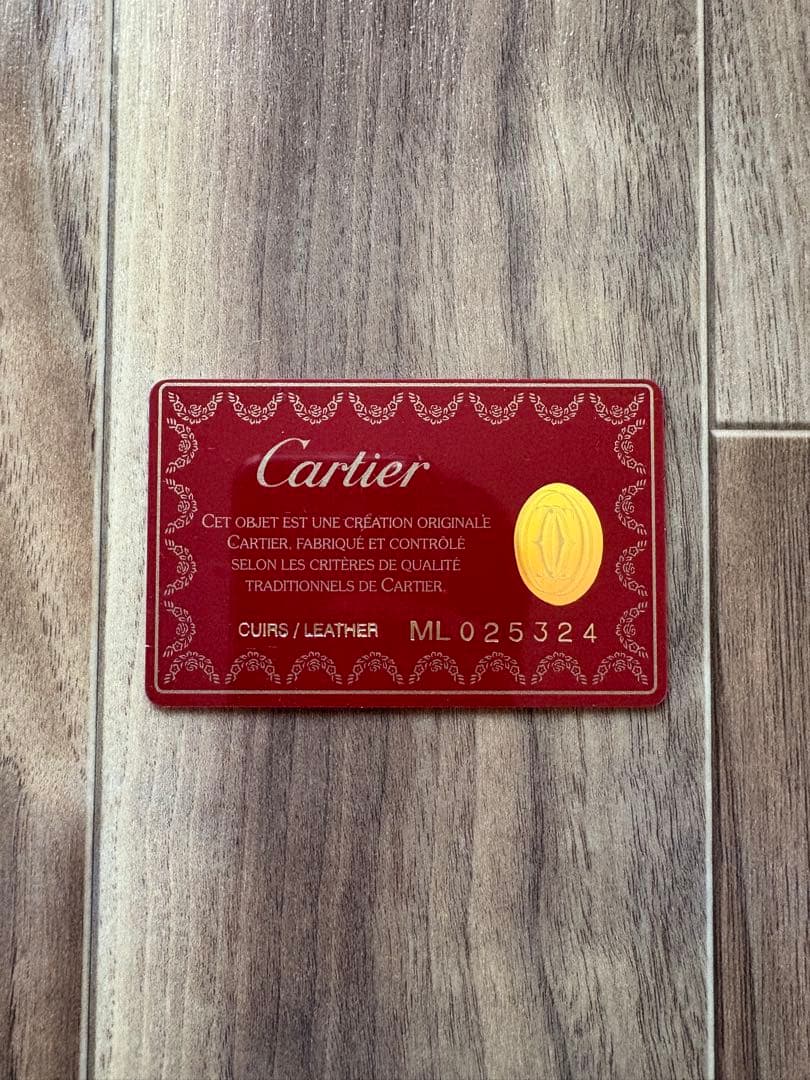 Cartier
CET OBJET EST UNE CRÉATION ORIGINALE
CARTIER, FABRIQUÉ ET CONTRÔLÉ
SELON LES CRITÈRES DE QUALITÉ
TRADITIONNELS DE CARTIER.
CUIRS / LEATHER ML 025324